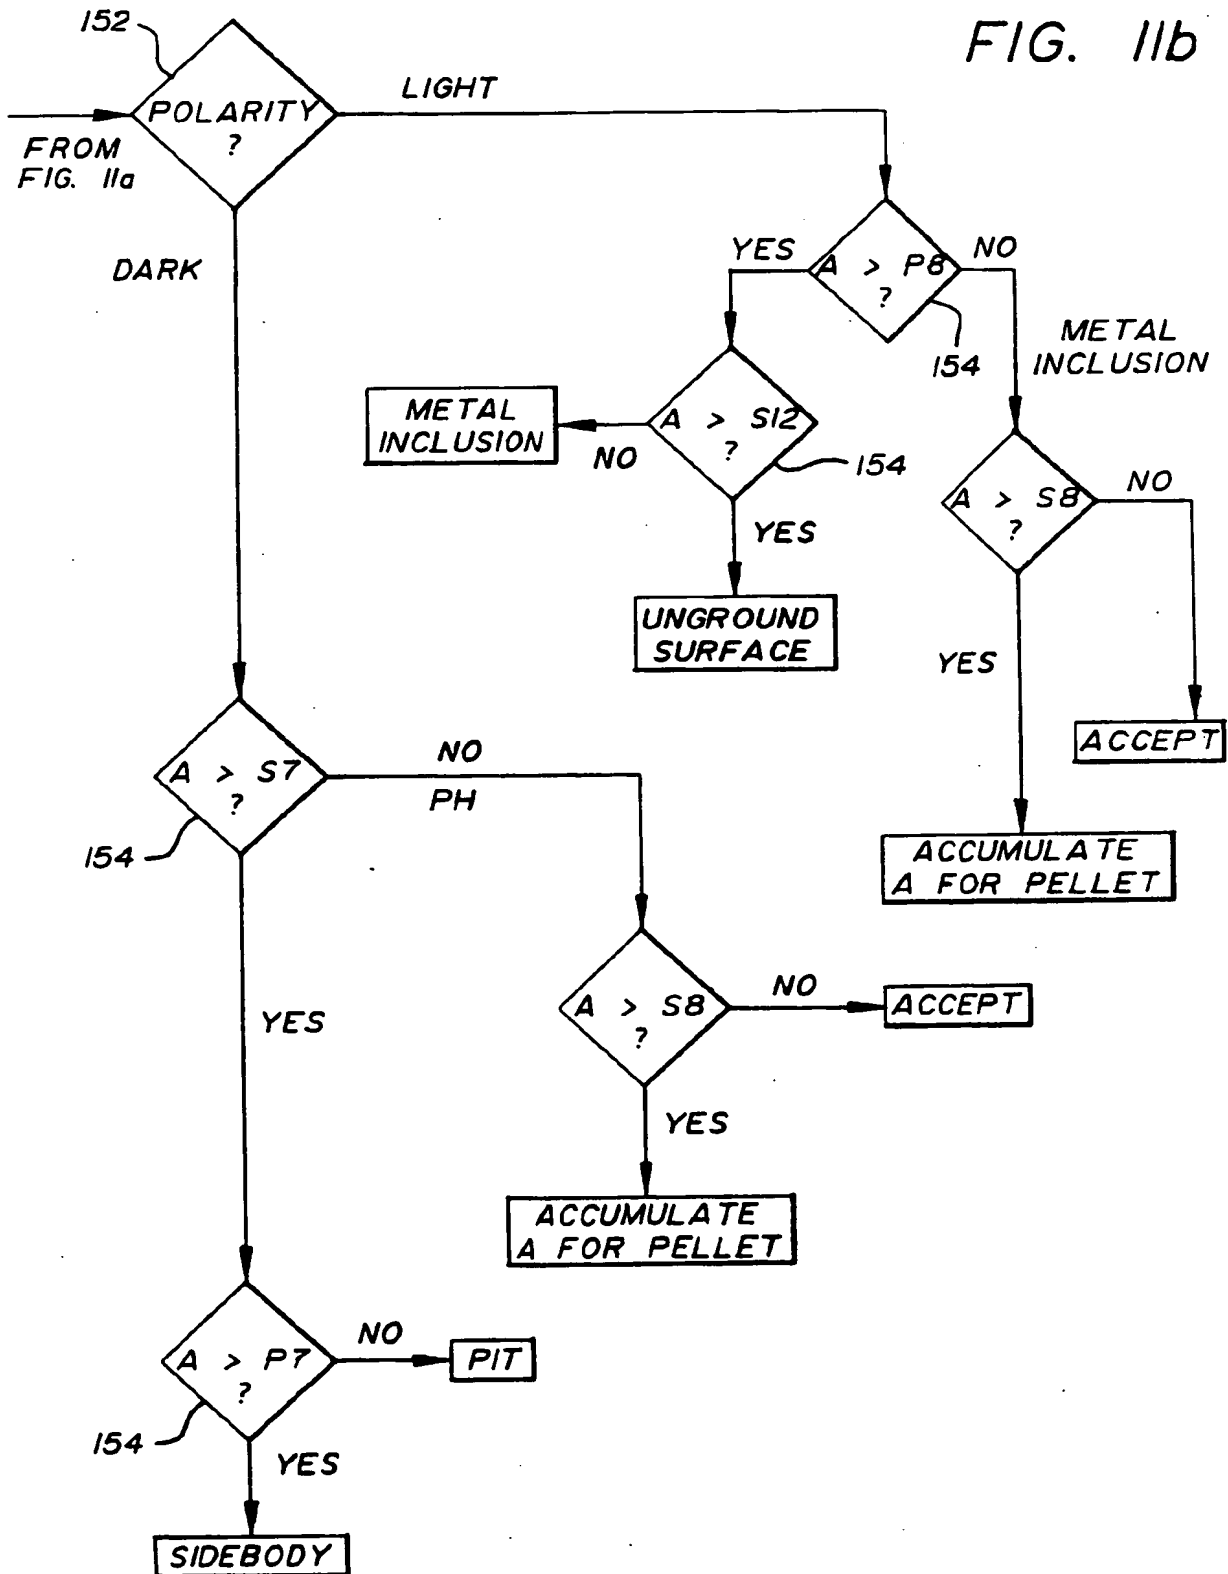 FIG. 11b
152
POLARITY
?
LIGHT
FROM
FIG. 11a
DARK
A > P8
?
YES
NO
154
METAL
INCLUSION
A > S12
?
NO
154
METAL
INCLUSION
YES
UNGROUND
SURFACE
A > S8
?
NO
YES
ACCEPT
ACCUMULATE
A FOR PELLET
A > S7
?
154
NO
PH
YES
A > S8
?
NO
ACCEPT
YES
ACCUMULATE
A FOR PELLET
A > P7
?
154
NO
PIT
YES
SIDEBODY